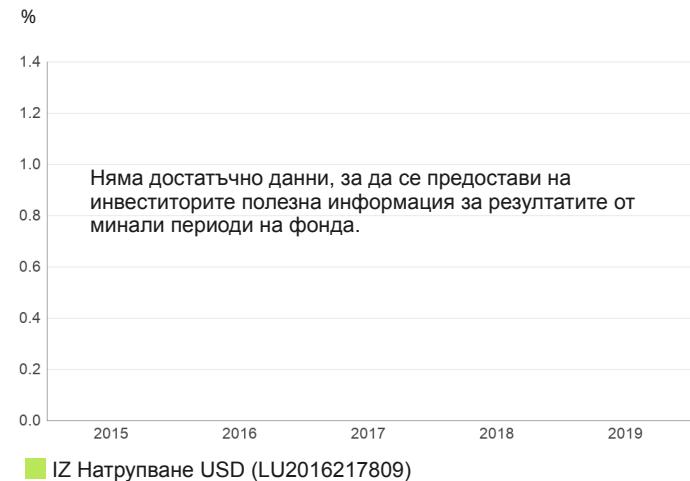 %
1.4
1.2
1.0
Няма достатъчно данни, за да се предостави на
инвеститорите полезна информация за резултатите от
0.8
минали периоди на фонда.
0.6
0.4
0.2
0.0
2015 2016 2017 2018 2019
IZ Натрупване USD (LU2016217809)